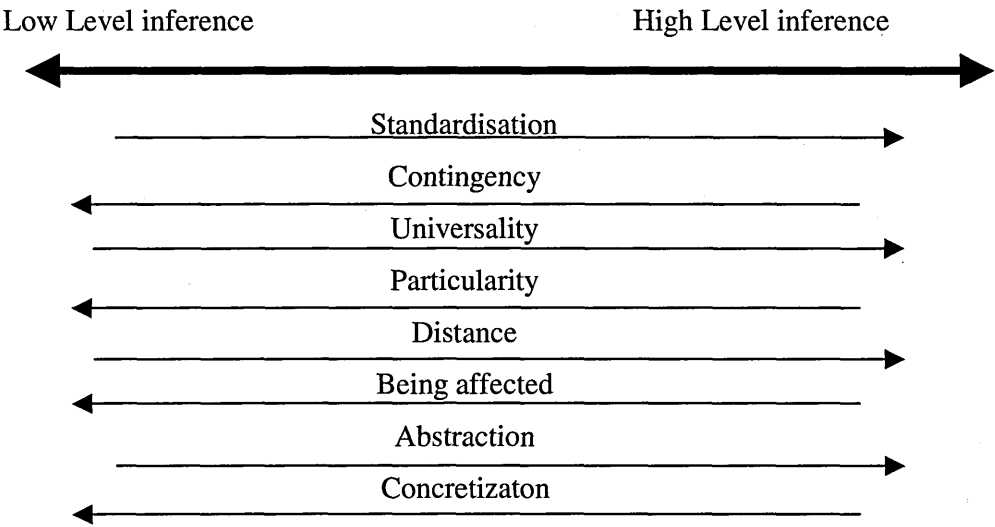 Low Level inference High Level inference
Standardisation
Contingency
Universality
Particularity
Distance
Being affected
Abstraction
Concretizaton